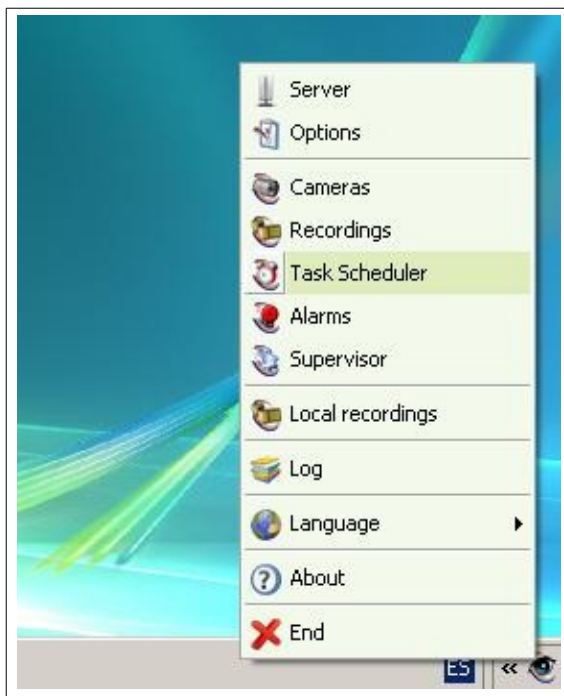 Server
Options
Cameras
Recordings
Task Scheduler
Alarms
Supervisor
Local recordings
Log
Language
About
End
ES «